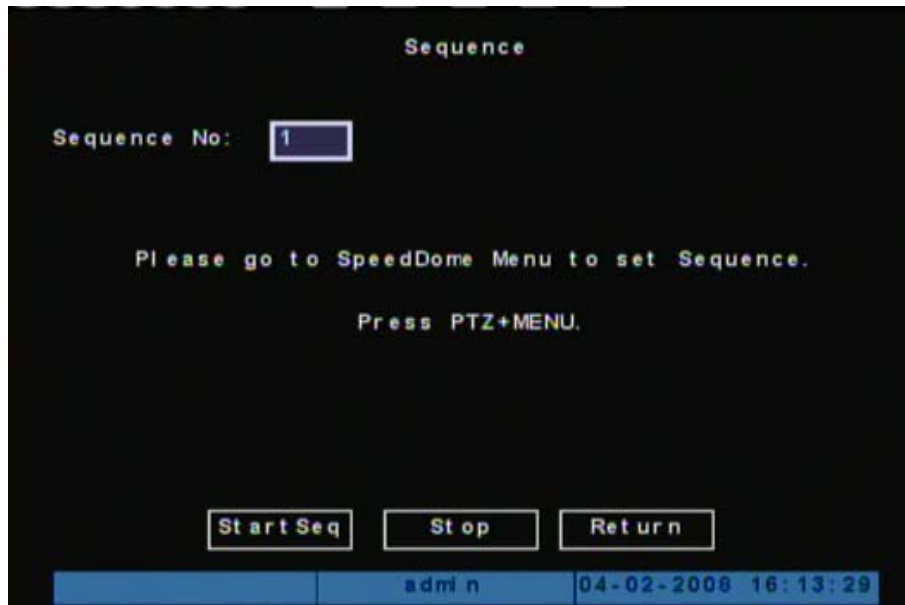 Sequence
Sequence No: 1
Please go to SpeedDome Menu to set Sequence.
Press PTZ+MENU.
StartSeq Stop Return
admin 04-02-2008 16:13:29